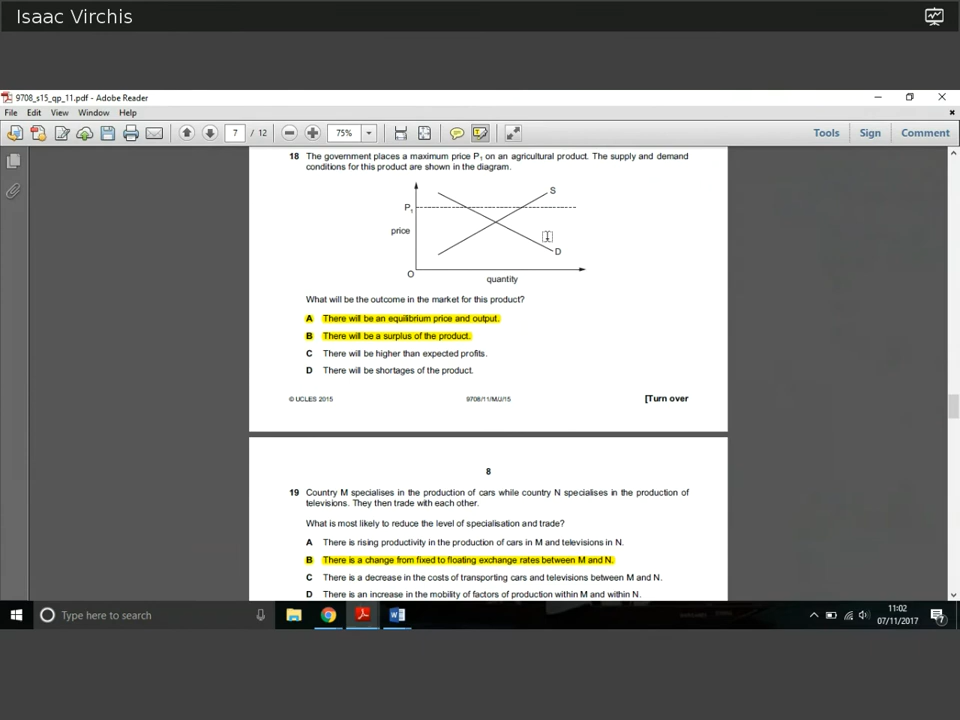 Isaac Virchis
9708_s15_qp_11.pdf - Adobe Reader
File Edit View Window Help
7 / 12 75% Tools Sign Comment
18 The government places a maximum price P1 on an agricultural product. The supply and demand
conditions for this product are shown in the diagram.
S
P1
price
D
O
quantity
What will be the outcome in the market for this product?
A There will be an equilibrium price and output.
B There will be a surplus of the product.
C There will be higher than expected profits.
D There will be shortages of the product.
© UCLES 2015 9708/11/M/J/15 [Turn over
8
19 Country M specialises in the production of cars while country N specialises in the production of
televisions. They then trade with each other.
What is most likely to reduce the level of specialisation and trade?
A There is rising productivity in the production of cars in M and televisions in N.
B There is a change from fixed to floating exchange rates between M and N.
C There is a decrease in the costs of transporting cars and televisions between M and N.
D There is an increase in the mobility of factors of production within M and within N.
Type here to search
11:02
07/11/2017
7